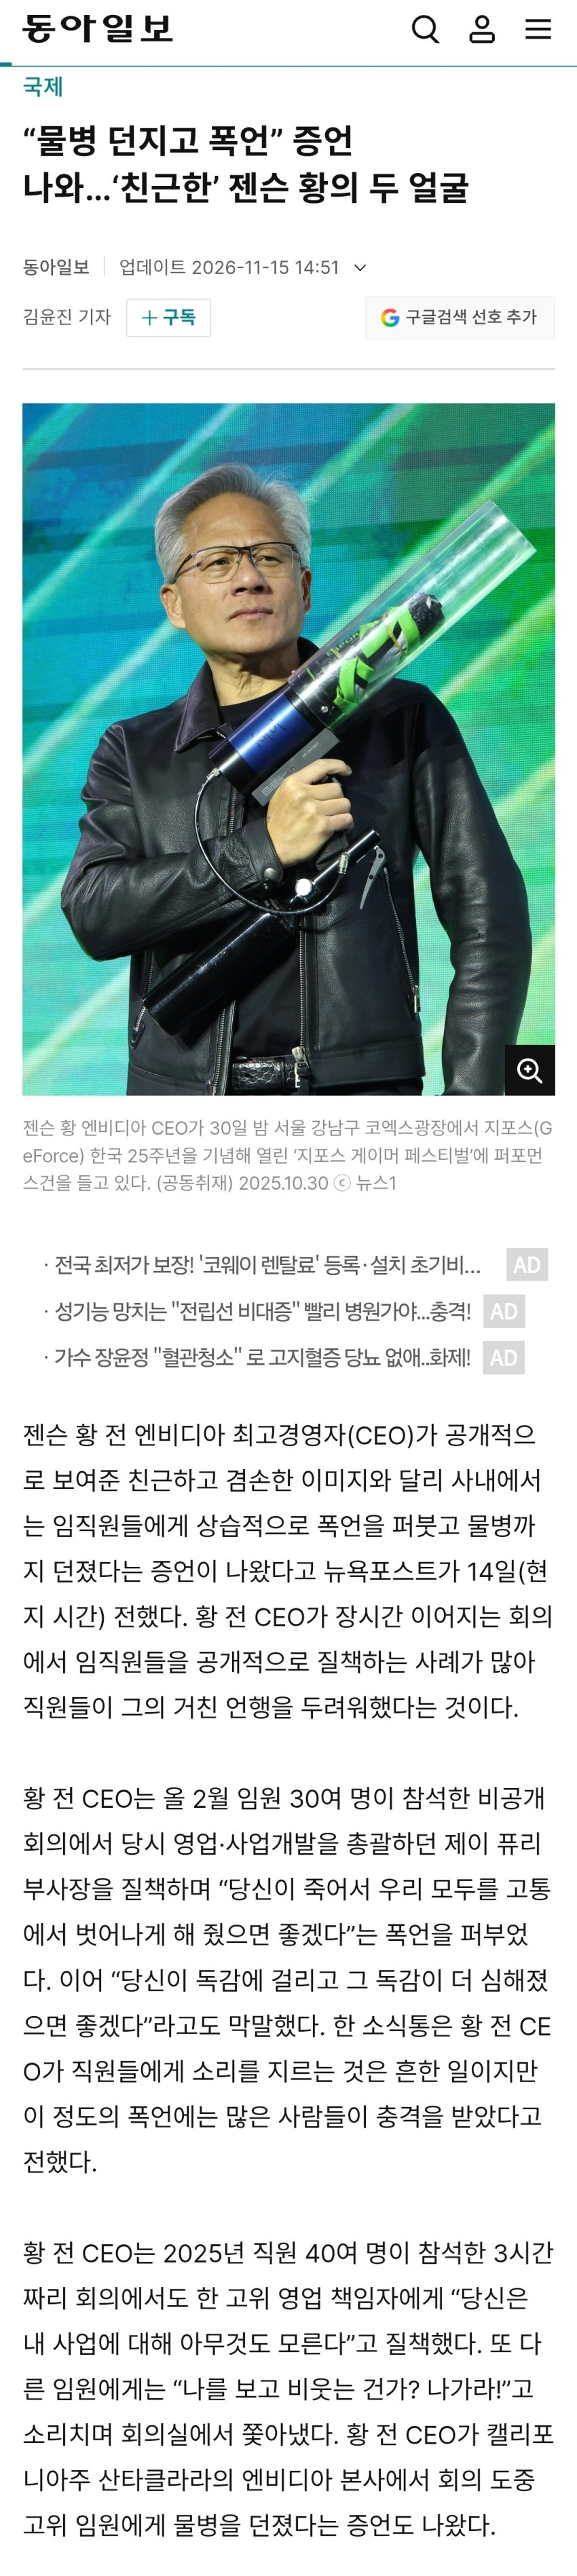 동아일보
국제
“물병 던지고 폭언” 증언
나와…‘친근한’ 젠슨 황의 두 얼굴
동아일보 업데이트 2026-11-15 14:51
김윤진 기자 + 구독 G 구글검색 선호 추가
젠슨 황 엔비디아 CEO가 30일 밤 서울 강남구 코엑스광장에서 지포스(G
eForce) 한국 25주년을 기념해 열린 ‘지포스 게이머 페스티벌’에 퍼포먼
스건을 들고 있다. (공동취재) 2025.10.30 ⓒ 뉴스1
· 전국 최저가 보장! '코웨이 렌탈료' 등록·설치 초기비... AD
· 성기능 망치는 "전립선 비대증" 빨리 병원가야...충격! AD
· 가수 장윤정 "혈관청소" 로 고지혈증 당뇨 없애..화제! AD
젠슨 황 전 엔비디아 최고경영자(CEO)가 공개적으
로 보여준 친근하고 겸손한 이미지와 달리 사내에서
는 임직원들에게 상습적으로 폭언을 퍼붓고 물병까
지 던졌다는 증언이 나왔다고 뉴욕포스트가 14일(현
지 시간) 전했다. 황 전 CEO가 장시간 이어지는 회의
에서 임직원들을 공개적으로 질책하는 사례가 많아
직원들이 그의 거친 언행을 두려워했다는 것이다.
황 전 CEO는 올 2월 임원 30여 명이 참석한 비공개
회의에서 당시 영업·사업개발을 총괄하던 제이 퓨리
부사장을 질책하며 “당신이 죽어서 우리 모두를 고통
에서 벗어나게 해 줬으면 좋겠다”는 폭언을 퍼부었
다. 이어 “당신이 독감에 걸리고 그 독감이 더 심해졌
으면 좋겠다”라고도 막말했다. 한 소식통은 황 전 CE
O가 직원들에게 소리를 지르는 것은 흔한 일이지만
이 정도의 폭언에는 많은 사람들이 충격을 받았다고
전했다.
황 전 CEO는 2025년 직원 40여 명이 참석한 3시간
짜리 회의에서도 한 고위 영업 책임자에게 “당신은
내 사업에 대해 아무것도 모른다”고 질책했다. 또 다
른 임원에게는 “나를 보고 비웃는 건가? 나가라!”고
소리치며 회의실에서 쫓아냈다. 황 전 CEO가 캘리포
니아주 산타클라라의 엔비디아 본사에서 회의 도중
고위 임원에게 물병을 던졌다는 증언도 나왔다.